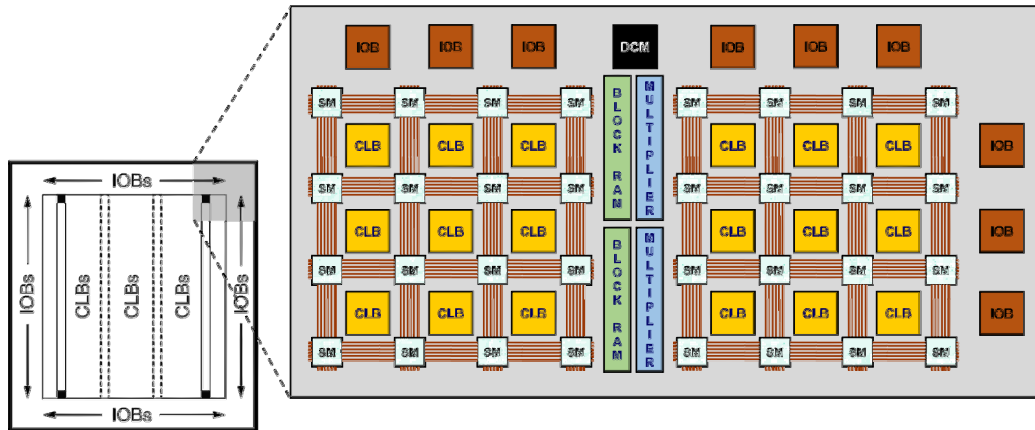 IOBs
IOBs
CLBs
CLBs
CLBs
IOBs
IOBs
IOB IOB IOB DCM IOB IOB IOB
SM SM SM SM SM SM SM SM
CLB CLB CLB CLB CLB CLB IOB
BLOCK RAM
MULTIPLIER
SM SM SM SM SM SM SM SM
CLB CLB CLB CLB CLB CLB IOB
SM SM SM SM SM SM SM SM
BLOCK RAM
MULTIPLIER
CLB CLB CLB CLB CLB CLB IOB
SM SM SM SM SM SM SM SM